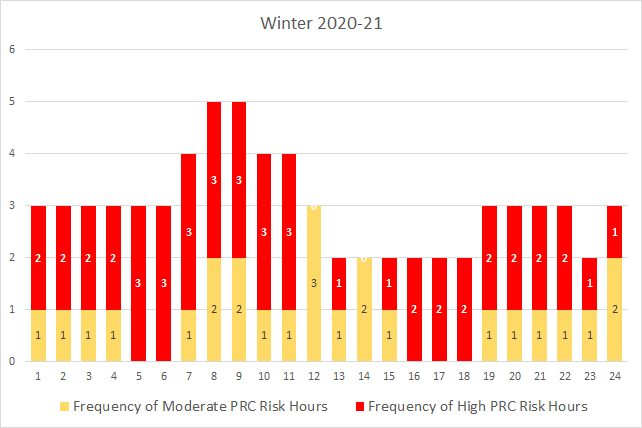 Winter 2020-21
6
5
4
3
2
1
0
2 2 2 2 3 3 3 3 3 3 3 0 1 0 1 2 2 2 2 2 2 2 1 1
1 1 1 1 1 2 2 1 1 3 1 2 1 1 1 1 1 1 2
1 2 3 4 5 6 7 8 9 10 11 12 13 14 15 16 17 18 19 20 21 22 23 24
Frequency of Moderate PRC Risk Hours Frequency of High PRC Risk Hours